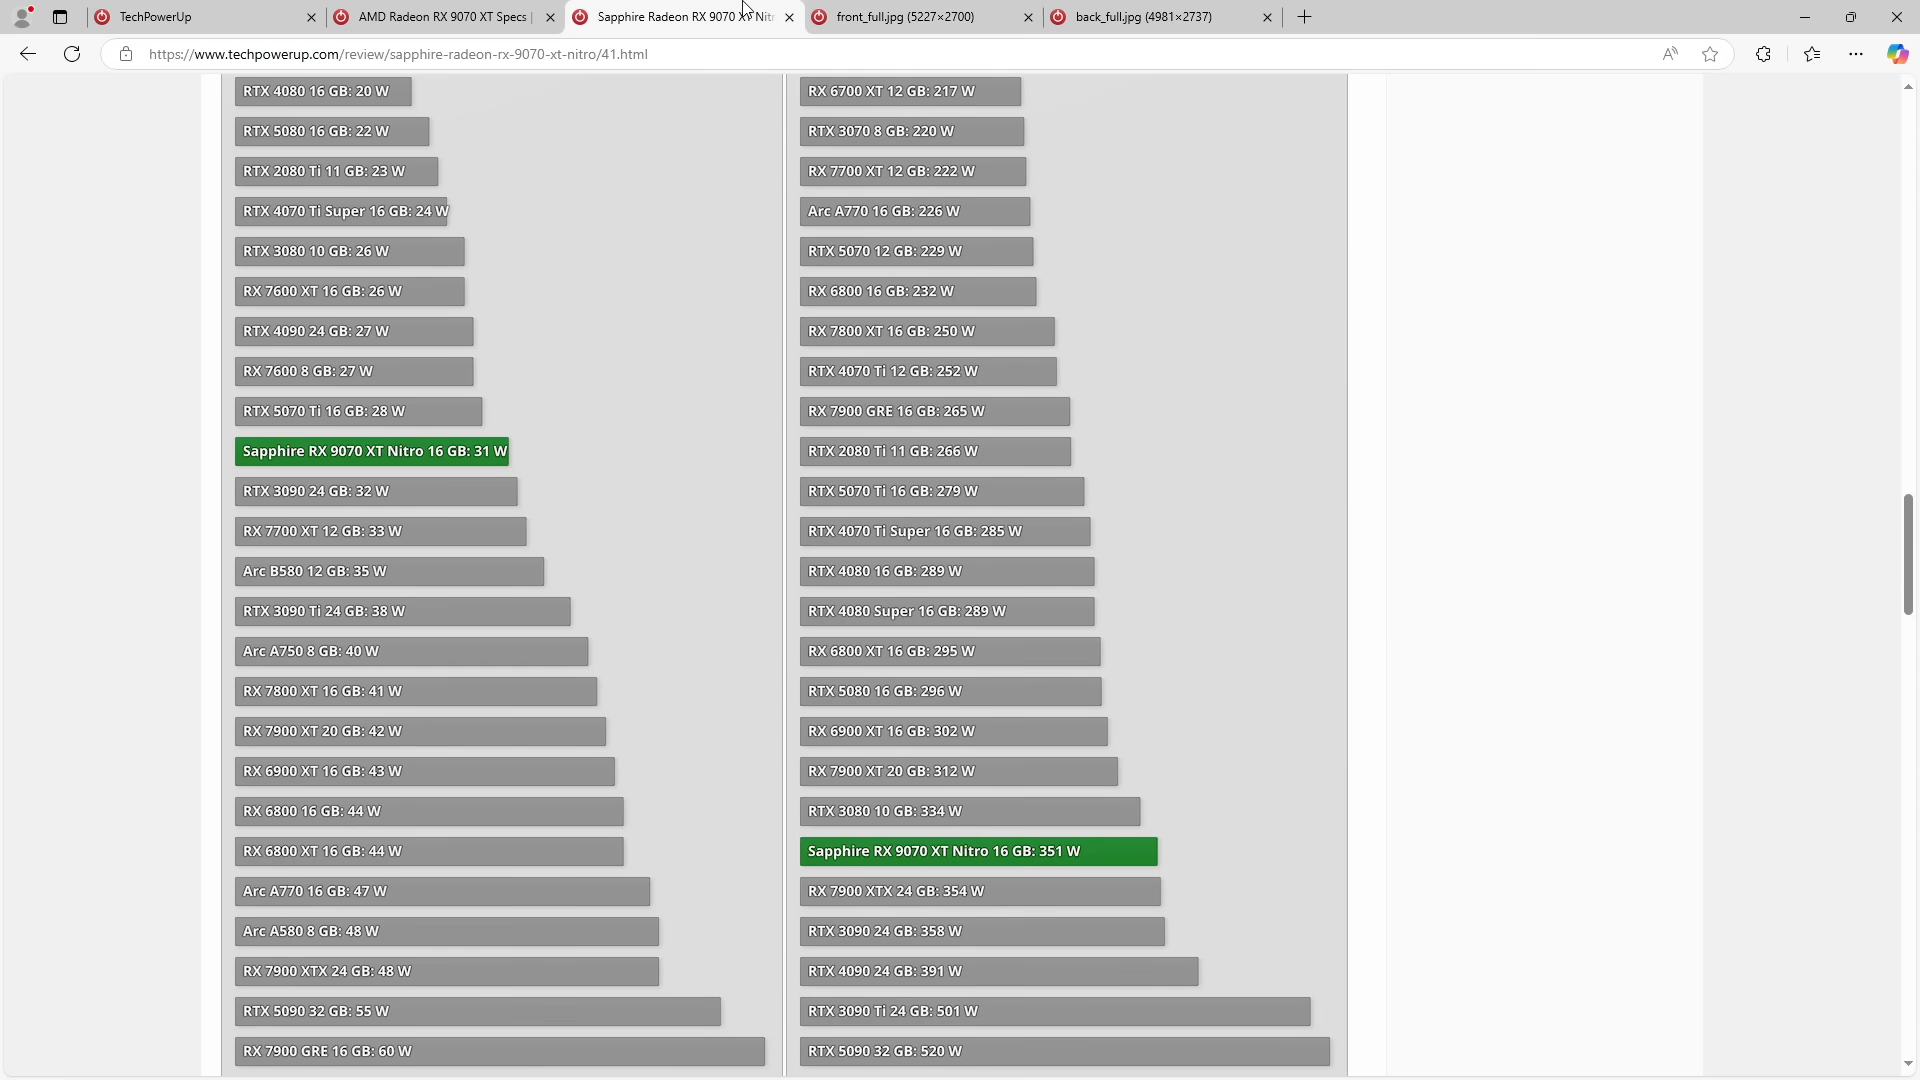 TechPowerUp
AMD Radeon RX 9070 XT Specs
Sapphire Radeon RX 9070 XT Nitr
front_full.jpg (5227×2700)
back_full.jpg (4981×2737)
https://www.techpowerup.com/review/sapphire-radeon-rx-9070-xt-nitro/41.html
RTX 4080 16 GB: 20 W
RTX 5080 16 GB: 22 W
RTX 2080 Ti 11 GB: 23 W
RTX 4070 Ti Super 16 GB: 24 W
RTX 3080 10 GB: 26 W
RX 7600 XT 16 GB: 26 W
RTX 4090 24 GB: 27 W
RX 7600 8 GB: 27 W
RTX 5070 Ti 16 GB: 28 W
Sapphire RX 9070 XT Nitro 16 GB: 31 W
RTX 3090 24 GB: 32 W
RX 7700 XT 12 GB: 33 W
Arc B580 12 GB: 35 W
RTX 3090 Ti 24 GB: 38 W
Arc A750 8 GB: 40 W
RX 7800 XT 16 GB: 41 W
RX 7900 XT 20 GB: 42 W
RX 6900 XT 16 GB: 43 W
RX 6800 16 GB: 44 W
RX 6800 XT 16 GB: 44 W
Arc A770 16 GB: 47 W
Arc A580 8 GB: 48 W
RX 7900 XTX 24 GB: 48 W
RTX 5090 32 GB: 55 W
RX 7900 GRE 16 GB: 60 W
RX 6700 XT 12 GB: 217 W
RTX 3070 8 GB: 220 W
RX 7700 XT 12 GB: 222 W
Arc A770 16 GB: 226 W
RTX 5070 12 GB: 229 W
RX 6800 16 GB: 232 W
RX 7800 XT 16 GB: 250 W
RTX 4070 Ti 12 GB: 252 W
RX 7900 GRE 16 GB: 265 W
RTX 2080 Ti 11 GB: 266 W
RTX 5070 Ti 16 GB: 279 W
RTX 4070 Ti Super 16 GB: 285 W
RTX 4080 16 GB: 289 W
RTX 4080 Super 16 GB: 289 W
RX 6800 XT 16 GB: 295 W
RTX 5080 16 GB: 296 W
RX 6900 XT 16 GB: 302 W
RX 7900 XT 20 GB: 312 W
RTX 3080 10 GB: 334 W
Sapphire RX 9070 XT Nitro 16 GB: 351 W
RX 7900 XTX 24 GB: 354 W
RTX 3090 24 GB: 358 W
RTX 4090 24 GB: 391 W
RTX 3090 Ti 24 GB: 501 W
RTX 5090 32 GB: 520 W